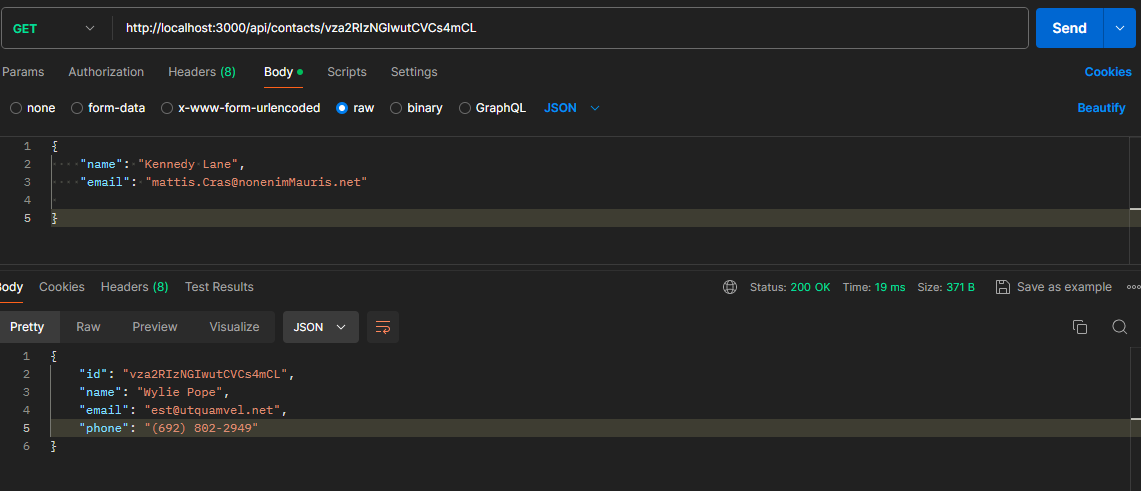 GET http://localhost:3000/api/contacts/vza2RIzNGIwutCVCs4mCL Send
Params Authorization Headers (8) Body Scripts Settings Cookies
none form-data x-www-form-urlencoded raw binary GraphQL JSON Beautify
1 {
2 "name": "Kennedy Lane",
3 "email": "mattis.Cras@nonenimMauris.net"
4
5 }
Body Cookies Headers (8) Test Results Status: 200 OK Time: 19 ms Size: 371 B Save as example
Pretty Raw Preview Visualize JSON
1 {
2 "id": "vza2RIzNGIwutCVCs4mCL",
3 "name": "Wylie Pope",
4 "email": "est@utquamvel.net",
5 "phone": "(692) 802-2949"
6 }